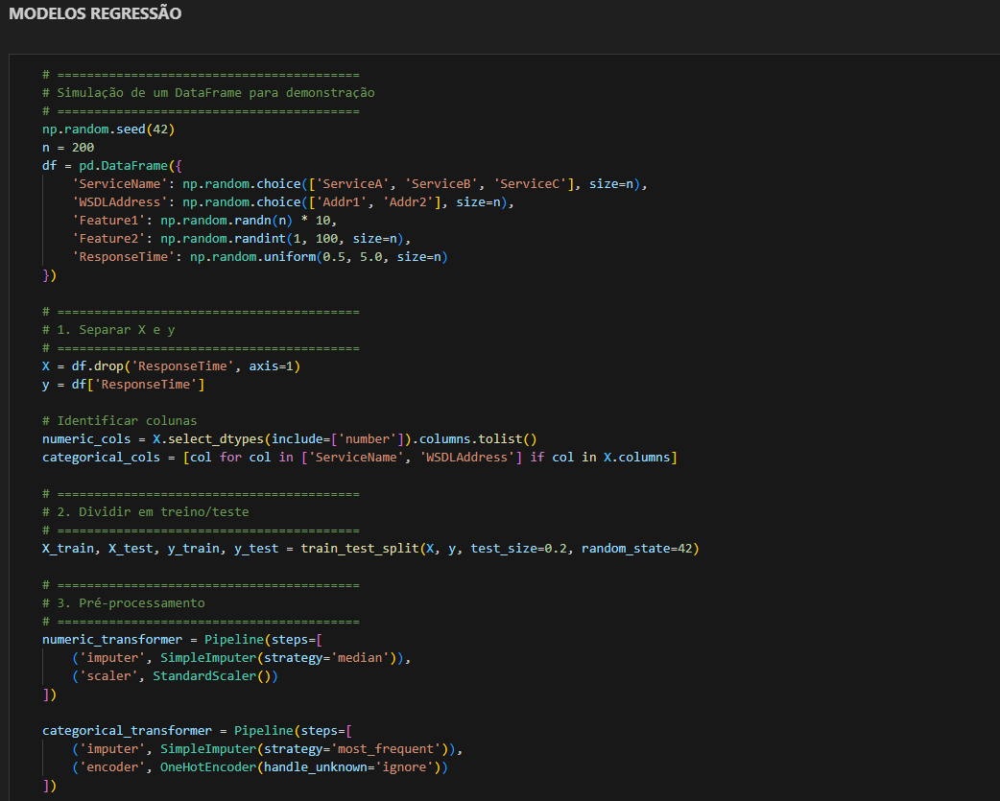 MODELOS REGRESSÃO
# =========================================
# Simulação de um DataFrame para demonstração
# =========================================
np.random.seed(42)
n = 200
df = pd.DataFrame({
    'ServiceName': np.random.choice(['ServiceA', 'ServiceB', 'ServiceC'], size=n),
    'WSDLAddress': np.random.choice(['Addr1', 'Addr2'], size=n),
    'Feature1': np.random.randn(n) * 10,
    'Feature2': np.random.randint(1, 100, size=n),
    'ResponseTime': np.random.uniform(0.5, 5.0, size=n)
})
# =========================================
# 1. Separar X e y
# =========================================
X = df.drop('ResponseTime', axis=1)
y = df['ResponseTime']
# Identificar colunas
numeric_cols = X.select_dtypes(include=['number']).columns.tolist()
categorical_cols = [col for col in ['ServiceName', 'WSDLAddress'] if col in X.columns]
# =========================================
# 2. Dividir em treino/teste
# =========================================
X_train, X_test, y_train, y_test = train_test_split(X, y, test_size=0.2, random_state=42)
# =========================================
# 3. Pré-processamento
# =========================================
numeric_transformer = Pipeline(steps=[
    ('imputer', SimpleImputer(strategy='median')),
    ('scaler', StandardScaler())
])
categorical_transformer = Pipeline(steps=[
    ('imputer', SimpleImputer(strategy='most_frequent')),
    ('encoder', OneHotEncoder(handle_unknown='ignore'))
])